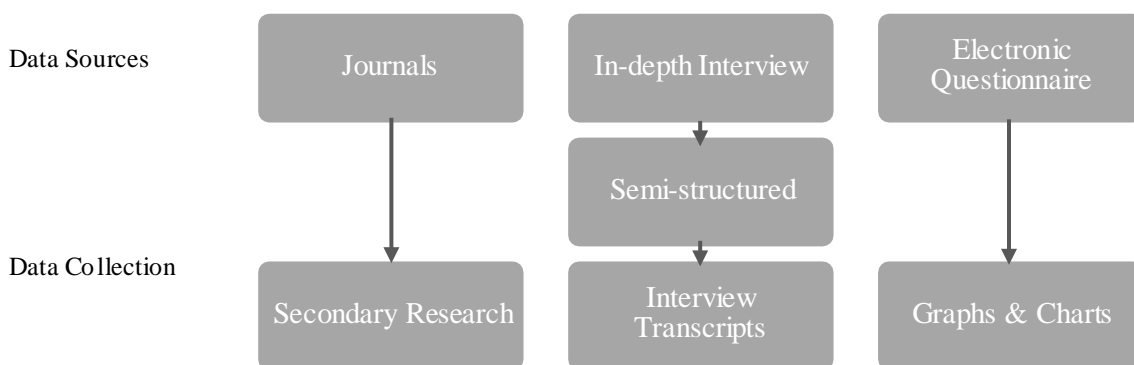 Data Sources
Journals
In-depth Interview
Electronic
Questionnaire
Semi-structured
Data Collection
Secondary Research
Interview
Transcripts
Graphs & Charts